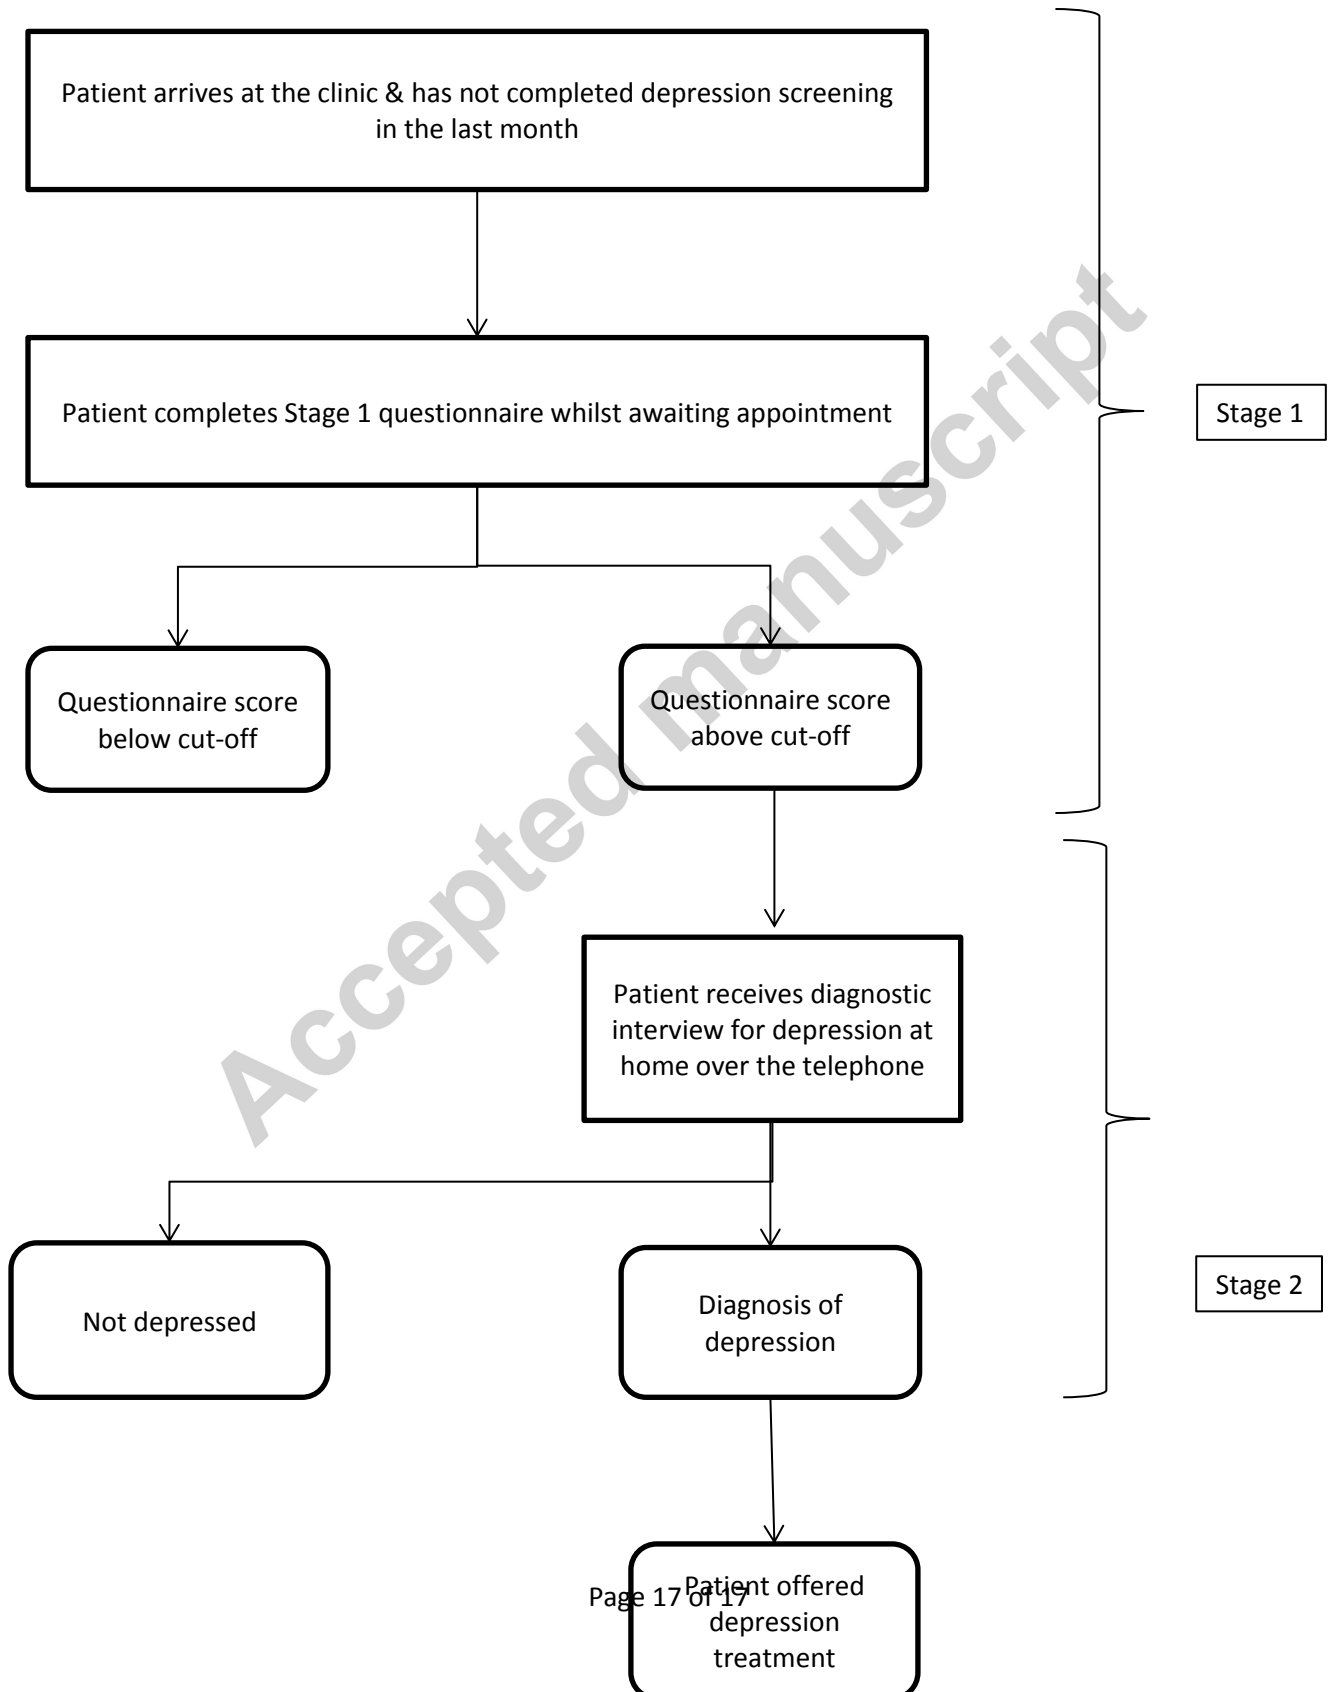 Patient arrives at the clinic & has not completed depression screening
in the last month
Patient completes Stage 1 questionnaire whilst awaiting appointment
Stage 1
Questionnaire score
below cut-off
Questionnaire score
above cut-off
Accepted manuscript
Patient receives diagnostic
interview for depression at
home over the telephone
Not depressed
Diagnosis of
depression
Stage 2
Patient offered
depression
treatment
Page 17 of 17